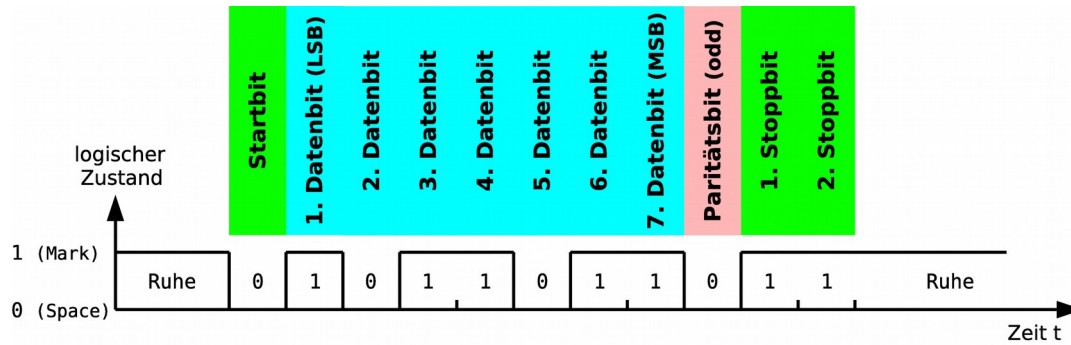 Startbit
1. Datenbit (LSB)
2. Datenbit
3. Datenbit
4. Datenbit
5. Datenbit
6. Datenbit
7. Datenbit (MSB)
Paritätsbit (odd)
1. Stoppbit
2. Stoppbit
logischer
Zustand
1 (Mark)
Ruhe 0 1 0 1 1 0 1 1 0 1 1 Ruhe
0 (Space)
Zeit t